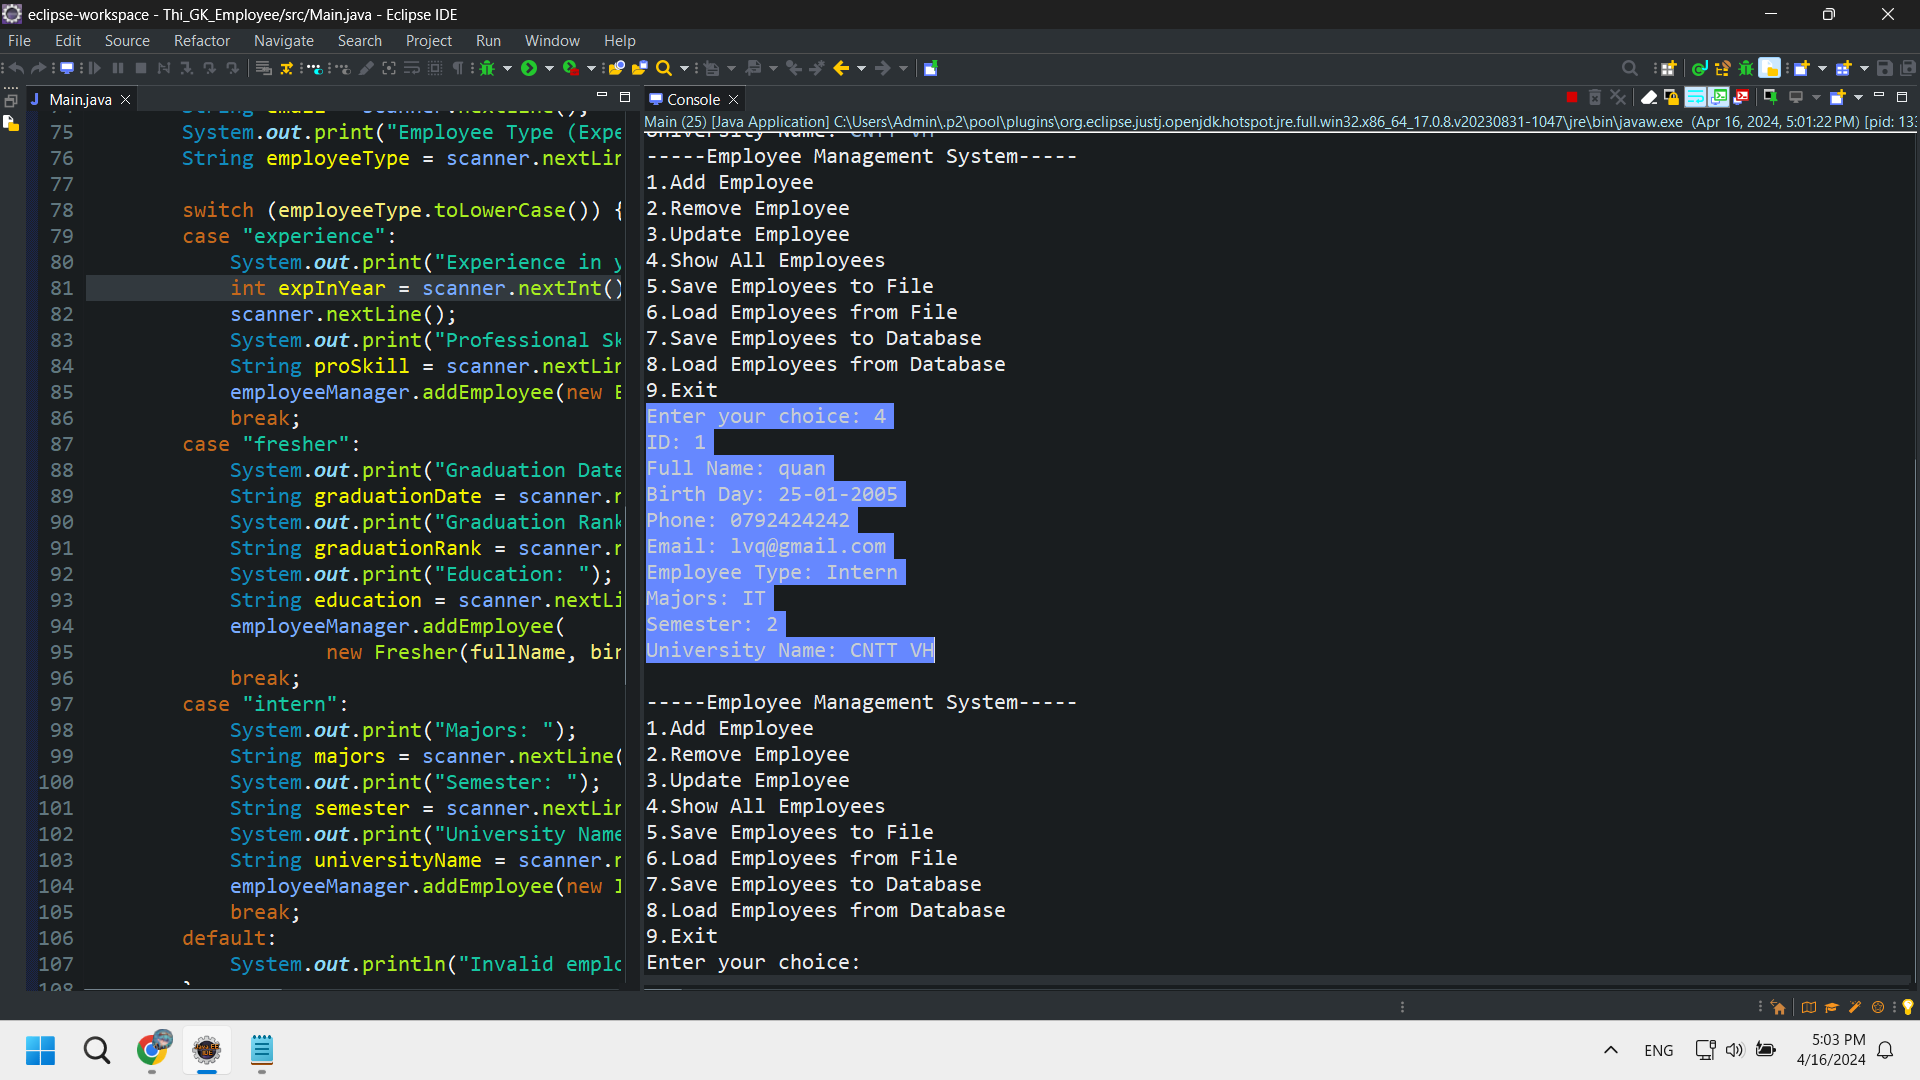 eclipse-workspace - Thi_GK_Employee/src/Main.java - Eclipse IDE
File Edit Source Refactor Navigate Search Project Run Window Help
Main.java
75 System.out.print("Employee Type (Expe
76 String employeeType = scanner.nextLin
77
78 switch (employeeType.toLowerCase()) {
79 case "experience":
80 System.out.print("Experience in y
81 int expInYear = scanner.nextInt()
82 scanner.nextLine();
83 System.out.print("Professional Sk
84 String proSkill = scanner.nextLin
85 employeeManager.addEmployee(new E
86 break;
87 case "fresher":
88 System.out.print("Graduation Date
89 String graduationDate = scanner.n
90 System.out.print("Graduation Rank
91 String graduationRank = scanner.n
92 System.out.print("Education: ");
93 String education = scanner.nextLi
94 employeeManager.addEmployee(
95 new Fresher(fullName, bir
96 break;
97 case "intern":
98 System.out.print("Majors: ");
99 String majors = scanner.nextLine(
100 System.out.print("Semester: ");
101 String semester = scanner.nextLin
102 System.out.print("University Name
103 String universityName = scanner.n
104 employeeManager.addEmployee(new I
105 break;
106 default:
107 System.out.println("Invalid emplo
108 }
Console
Main (25) [Java Application] C:\Users\Admin\.p2\pool\plugins\org.eclipse.justj.openjdk.hotspot.jre.full.win32.x86_64_17.0.8.v20230831-1047\jre\bin\javaw.exe (Apr 16, 2024, 5:01:22 PM) [pid: 13
University Name: CNTT VH
-----Employee Management System-----
1.Add Employee
2.Remove Employee
3.Update Employee
4.Show All Employees
5.Save Employees to File
6.Load Employees from File
7.Save Employees to Database
8.Load Employees from Database
9.Exit
Enter your choice: 4
ID: 1
Full Name: quan
Birth Day: 25-01-2005
Phone: 0792424242
Email: lvq@gmail.com
Employee Type: Intern
Majors: IT
Semester: 2
University Name: CNTT VH
-----Employee Management System-----
1.Add Employee
2.Remove Employee
3.Update Employee
4.Show All Employees
5.Save Employees to File
6.Load Employees from File
7.Save Employees to Database
8.Load Employees from Database
9.Exit
Enter your choice:
ENG
5:03 PM
4/16/2024